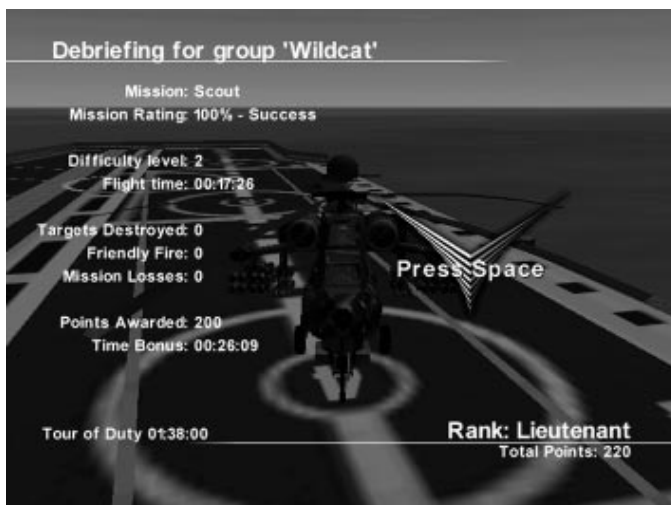 Debriefing for group 'Wildcat'
Mission: Scout
Mission Rating: 100% - Success
Difficulty level: 2
Flight time: 00:17:26
Targets Destroyed: 0
Friendly Fire: 0
Mission Losses: 0
Press Space
Points Awarded: 200
Time Bonus: 00:26:09
Tour of Duty 01:38:00
Rank: Lieutenant
Total Points: 220